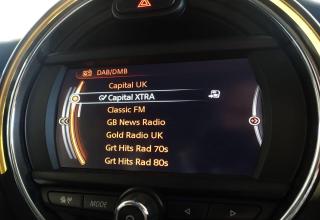 DAB/DMB
Capital UK
Capital XTRA
Classic FM
GB News Radio
Gold Radio UK
Grt Hits Rad 70s
Grt Hits Rad 80s
MODE